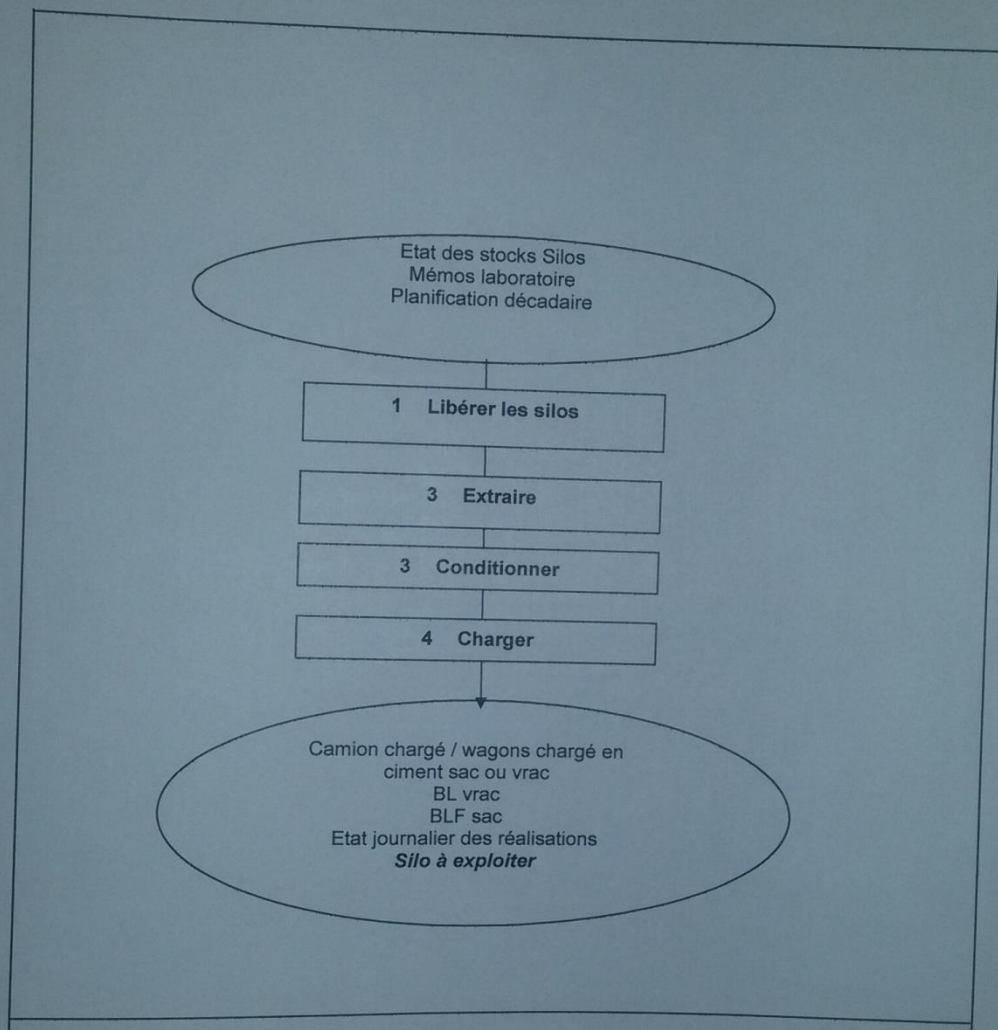 Etat des stocks Silos
Mémos laboratoire
Planification décadaire
1 Libérer les silos
3 Extraire
3 Conditionner
4 Charger
Camion chargé / wagons chargé en
ciment sac ou vrac
BL vrac
BLF sac
Etat journalier des réalisations
Silo à exploiter